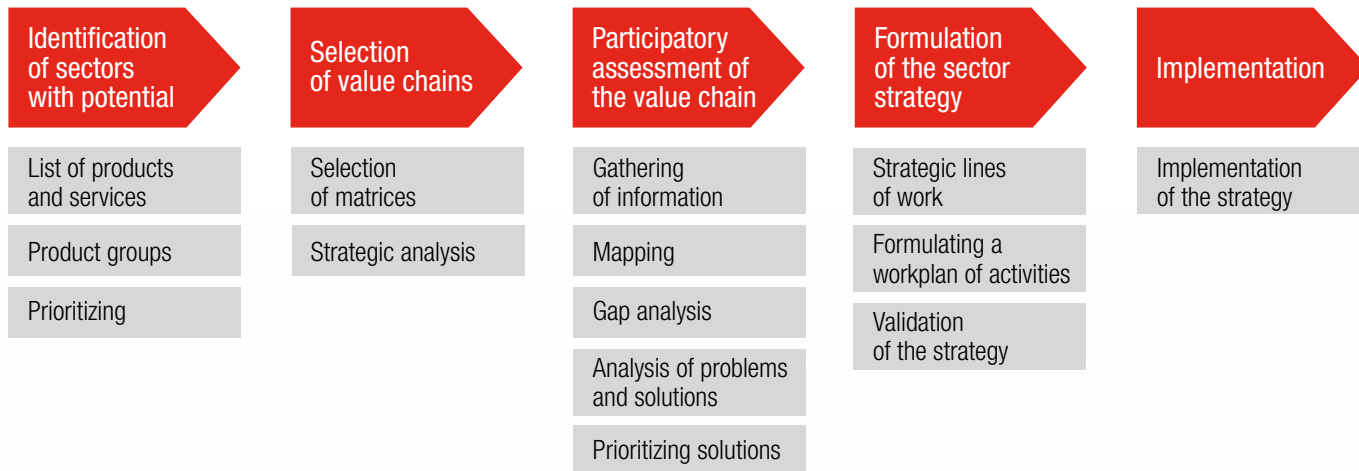 Identification
of sectors
with potential
List of products
and services
Product groups
Prioritizing
Selection
of value chains
Selection
of matrices
Strategic analysis
Participatory
assessment of
the value chain
Gathering
of information
Mapping
Gap analysis
Analysis of problems
and solutions
Prioritizing solutions
Formulation
of the sector
strategy
Strategic lines
of work
Formulating a
workplan of activities
Validation
of the strategy
Implementation
Implementation
of the strategy